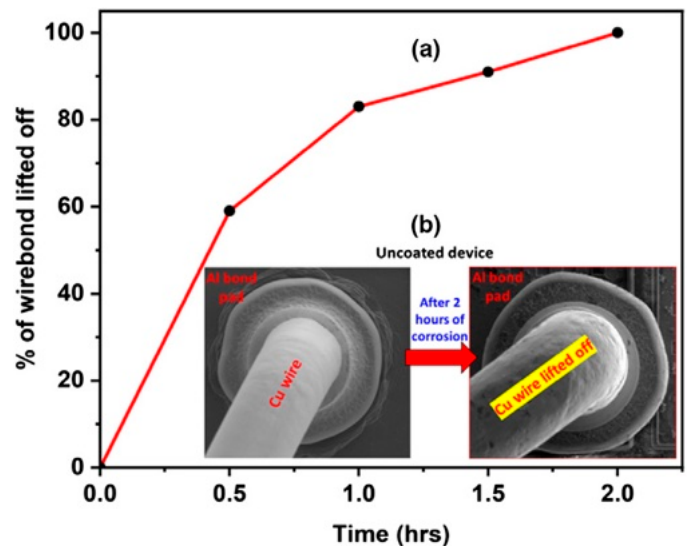 100
80
60
40
20
0
% of wirebond lifted off
(a)
(b)
Uncoated device
Al bond
pad
Cu wire
After 2
hours of
corrosion
Al bond
pad
Cu wire lifted off
0.0 0.5 1.0 1.5 2.0
Time (hrs)